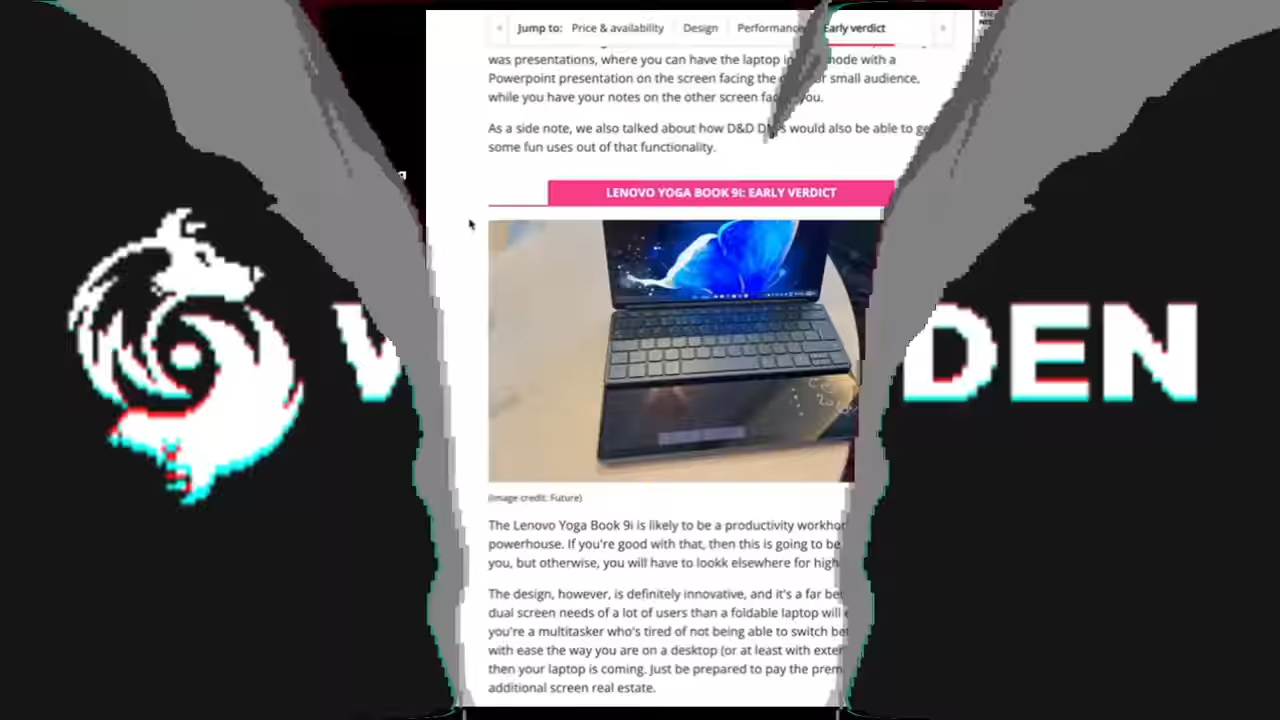 Jump to: Price & availability Design Performance Early verdict
was presentations, where you can have the laptop in mode with a
Powerpoint presentation on the screen facing the or small audience,
while you have your notes on the other screen you.
As a side note, we also talked about how D&D would also be able to
some fun uses out of that functionality.
LENOVO YOGA BOOK 9I: EARLY VERDICT
(Image credit: Future)
The Lenovo Yoga Book 9i is likely to be a productivity
powerhouse. If you're good with that, then this is going to be
you, but otherwise, you will have to lookk elsewhere for high
The design, however, is definitely innovative, and it's a far
dual screen needs of a lot of users than a foldable laptop will
you're a multitasker who's tired of not being able to switch
with ease the way you are on a desktop (or at least with
then your laptop is coming. Just be prepared to pay the
additional screen real estate.
DEN